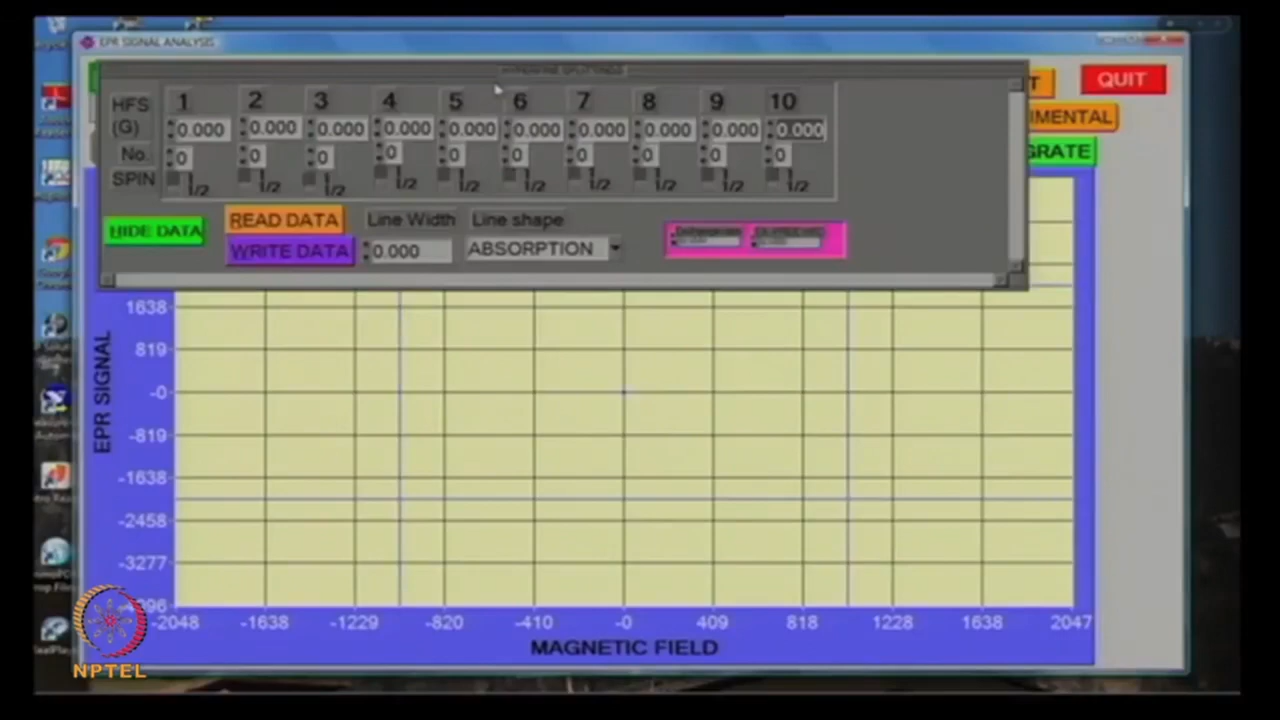 EPR SIGNAL ANALYSIS
QUIT
IMENTAL
GRATE
HFS 1 2 3 4 5 6 7 8 9 10
(G) 0.000 0.000 0.000 0.000 0.000 0.000 0.000 0.000 0.000 0.000
No. 0 0 0 0 0 0 0 0 0 0
SPIN 1/2 1/2 1/2 1/2 1/2 1/2 1/2 1/2 1/2 1/2
HIDE DATA READ DATA Line Width Line shape
WRITE DATA 0.000 ABSORPTION
EPR SIGNAL
1638
819
-0
-819
-1638
-2458
-3277
-2048 -1638 -1229 -820 -410 -0 409 818 1228 1638 2047
MAGNETIC FIELD
NPTEL